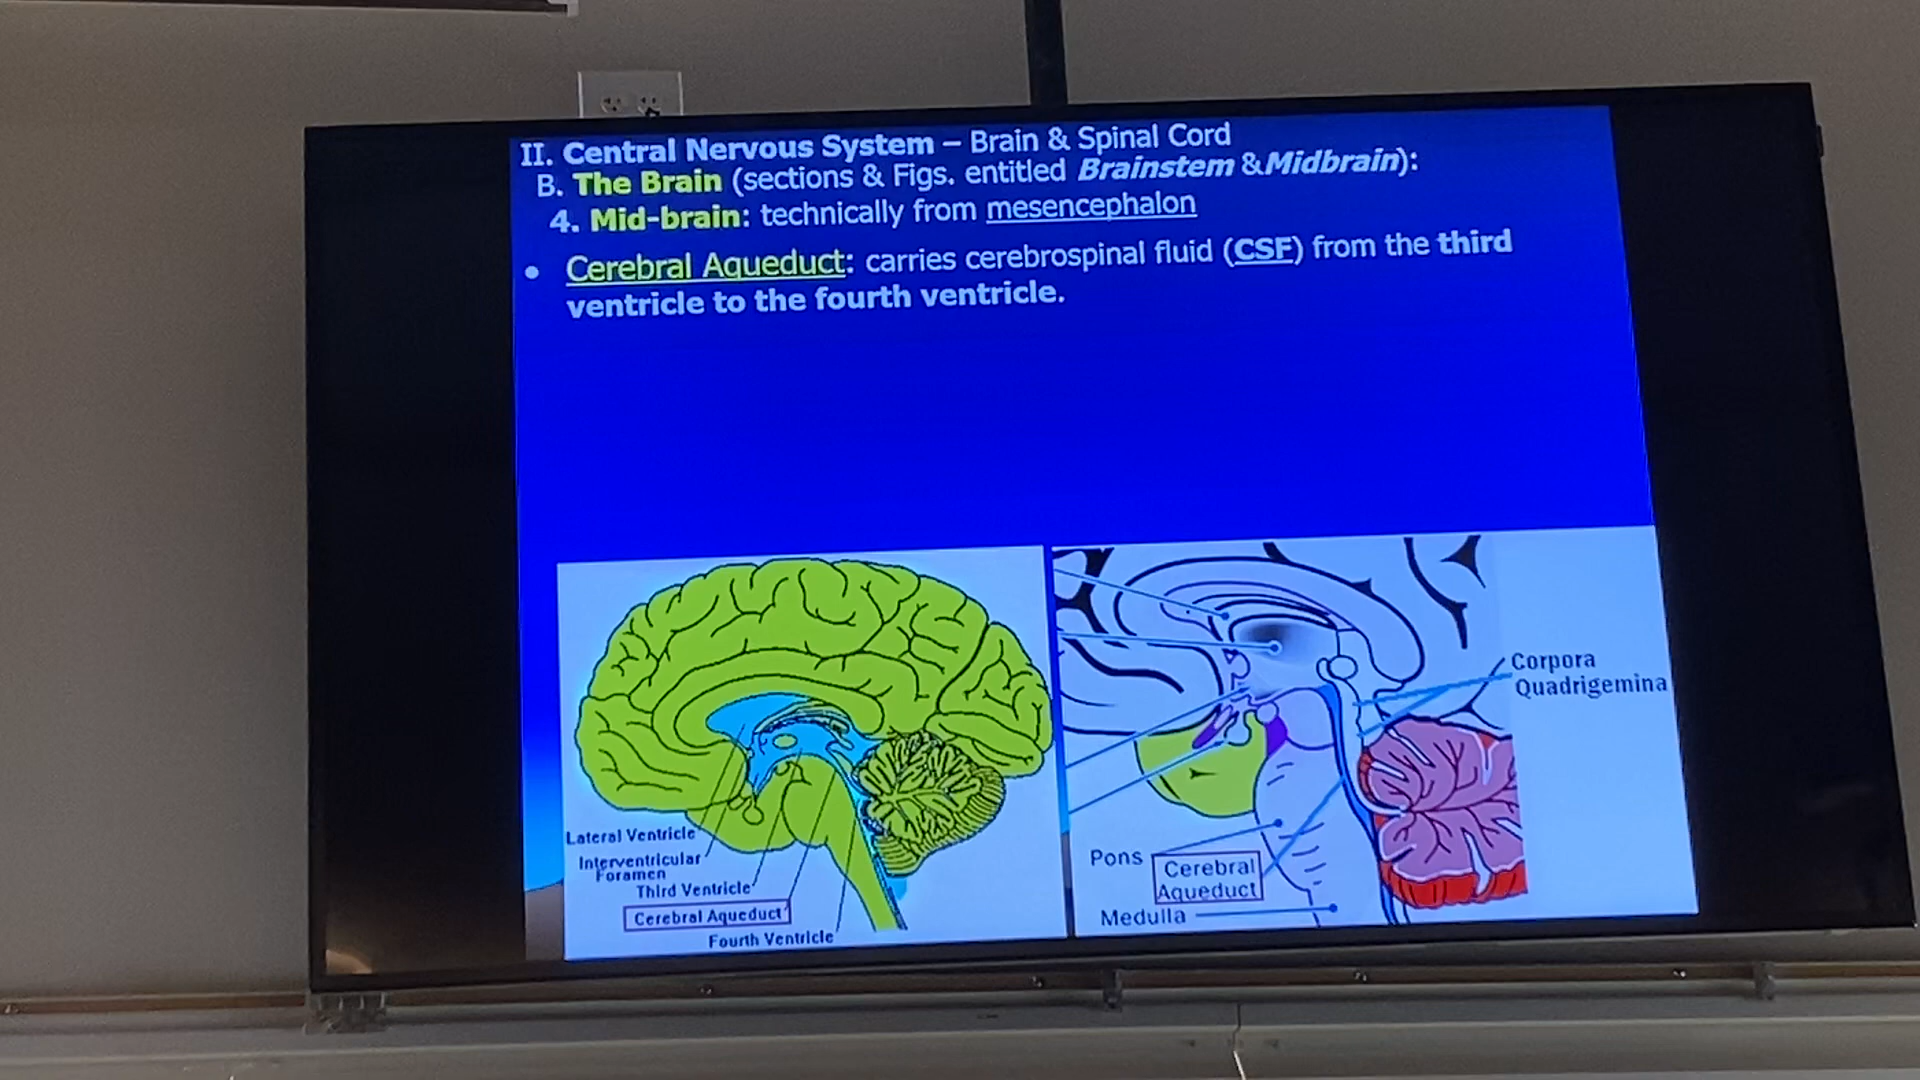 II. Central Nervous System – Brain & Spinal Cord
B. The Brain (sections & Figs. entitled Brainstem &Midbrain):
4. Mid-brain: technically from mesencephalon
• Cerebral Aqueduct: carries cerebrospinal fluid (CSF) from the third
ventricle to the fourth ventricle.
Lateral Ventricle
Interventricular
Foramen
Third Ventricle
Cerebral Aqueduct
Fourth Ventricle
Corpora
Quadrigemina
Pons
Cerebral
Aqueduct
Medulla